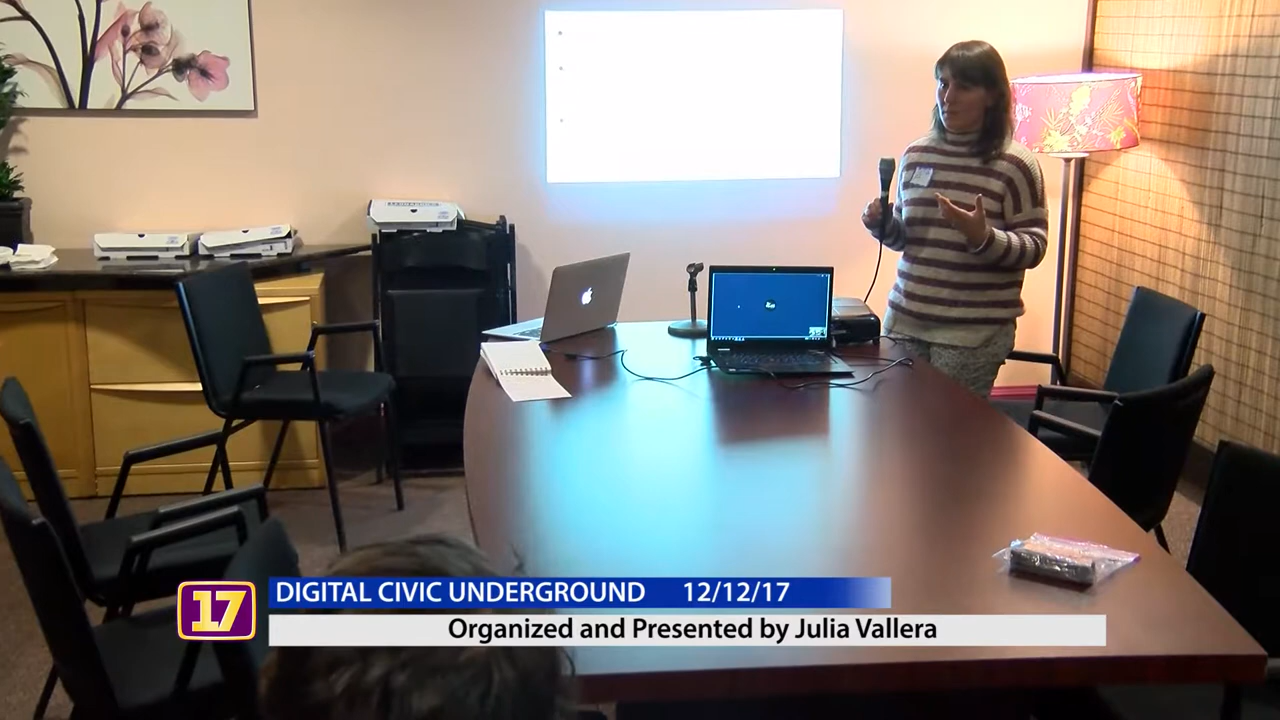 DIGITAL CIVIC UNDERGROUND 12/12/17
17
Organized and Presented by Julia Vallera